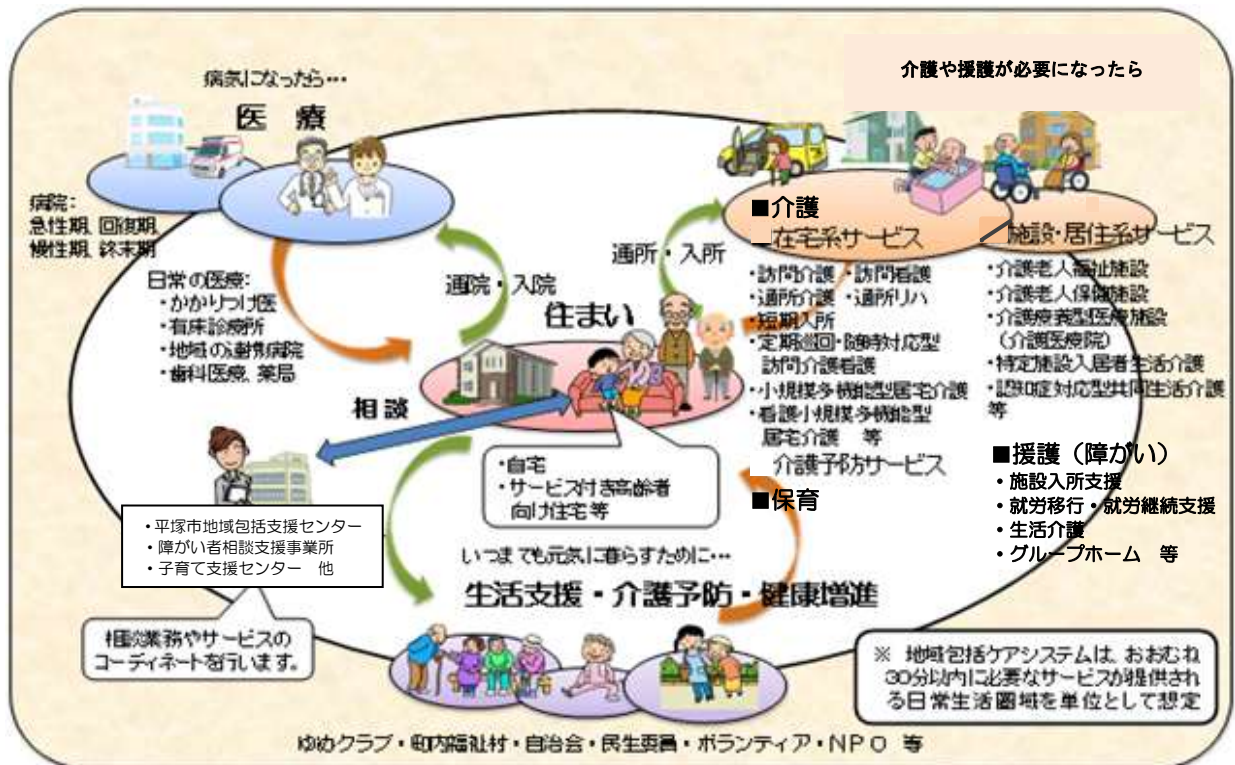 病気になったら…
医療
病院：
急性期、回復期、
慢性期、終末期
日常の医療：
・かかりつけ医
・有床診療所
・地域の連携病院
・歯科医療、薬局
通院・入院
住まい
通所・入所
介護や援護が必要になったら
■介護
在宅系サービス
・訪問介護 ・訪問看護
・通所介護 ・通所リハ
・短期入所
・定期巡回・随時対応型
訪問介護看護
・小規模多機能型居宅介護
・看護小規模多機能型
居宅介護 等
介護予防サービス
■保育
施設・居住系サービス
・介護老人福祉施設
・介護老人保健施設
・介護療養型医療施設
（介護医療院）
・特定施設入居者生活介護
・認知症対応型共同生活介護
等
■援護（障がい）
・施設入所支援
・就労移行・就労継続支援
・生活介護
・グループホーム 等
相談
・自宅
・サービス付き高齢者
向け住宅等
・平塚市地域包括支援センター
・障がい者相談支援事業所
・子育て支援センター 他
相談業務やサービスの
コーディネートを行います。
いつまでも元気に暮らすために…
生活支援・介護予防・健康増進
※ 地域包括ケアシステムは、おおむね
30分以内に必要なサービスが提供され
る日常生活圏域を単位として想定
ゆめクラブ・町内福祉村・自治会・民生委員・ボランティア・NPO 等